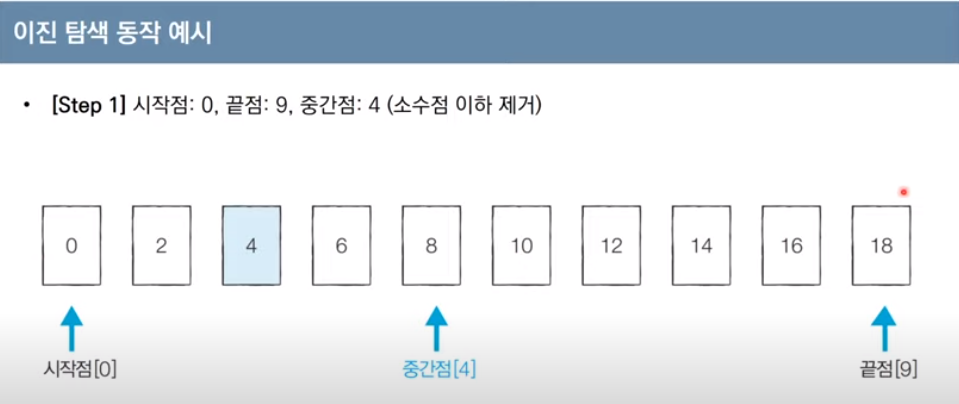 이진 탐색 동작 예시
• [Step 1] 시작점: 0, 끝점: 9, 중간점: 4 (소수점 이하 제거)
0 2 4 6 8 10 12 14 16 18
시작점[0] 중간점[4] 끝점[9]